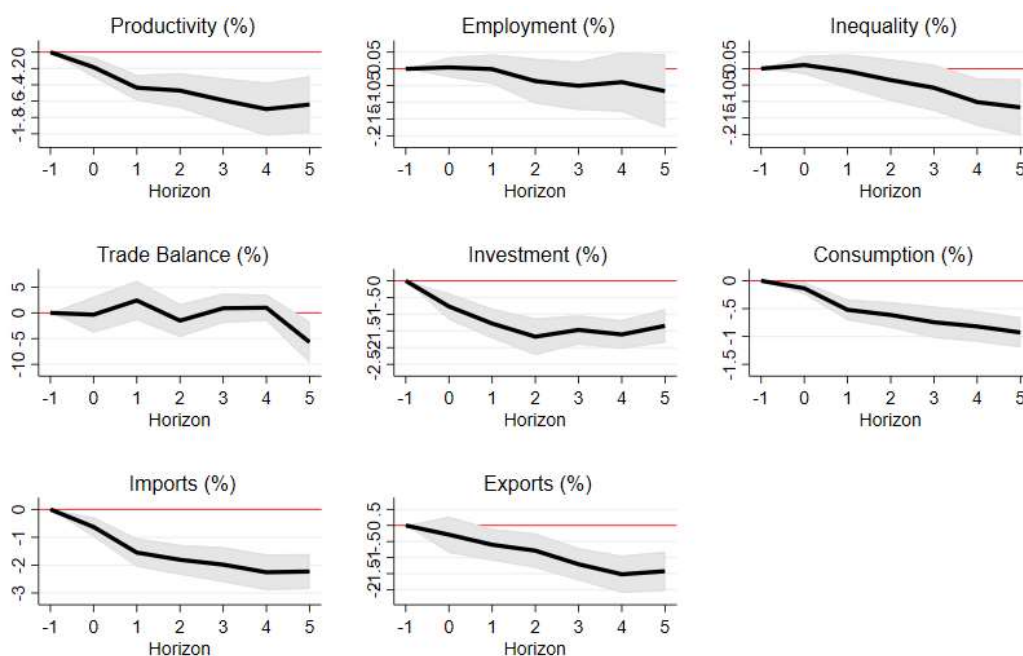 Productivity (%) Employment (%) Inequality (%)
-1 0 1 2 3 4 5 -1 0 1 2 3 4 5 -1 0 1 2 3 4 5
Horizon Horizon Horizon
Trade Balance (%) Investment (%) Consumption (%)
5
0 0
-5 -.5
-10 -1
-1.5
-1 0 1 2 3 4 5 -1 0 1 2 3 4 5 -1 0 1 2 3 4 5
Horizon Horizon Horizon
Imports (%) Exports (%)
0
-1
-2
-3
-1 0 1 2 3 4 5 -1 0 1 2 3 4 5
Horizon Horizon